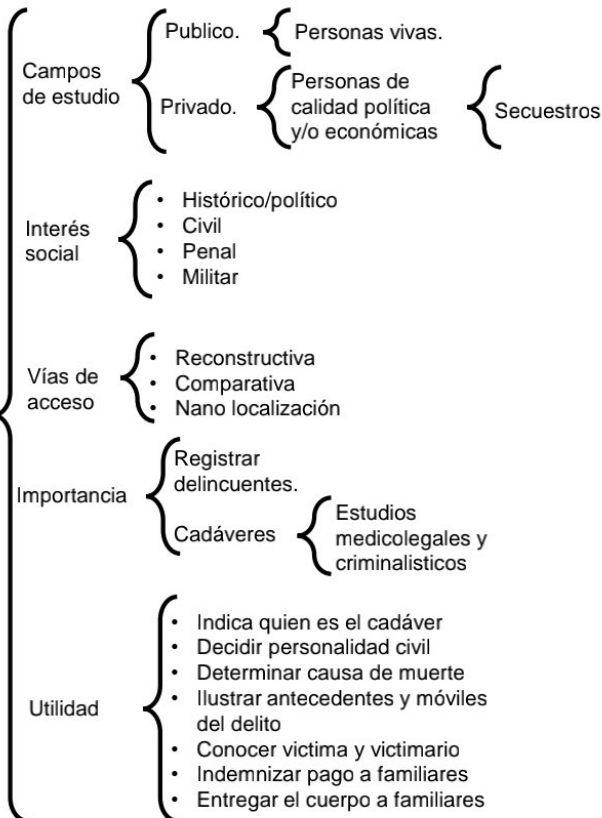 Campos
de estudio
Publico.
Personas vivas.
Privado.
Personas de
calidad política
y/o económicas
Secuestros
Interés
social
• Histórico/político
• Civil
• Penal
• Militar
Vías de
acceso
• Reconstructiva
• Comparativa
• Nano localización
Importancia
Registrar
delincuentes.
Cadáveres
Estudios
medicolegales y
criminalisticos
Utilidad
• Indica quien es el cadáver
• Decidir personalidad civil
• Determinar causa de muerte
• Ilustrar antecedentes y móviles
del delito
• Conocer victima y victimario
• Indemnizar pago a familiares
• Entregar el cuerpo a familiares